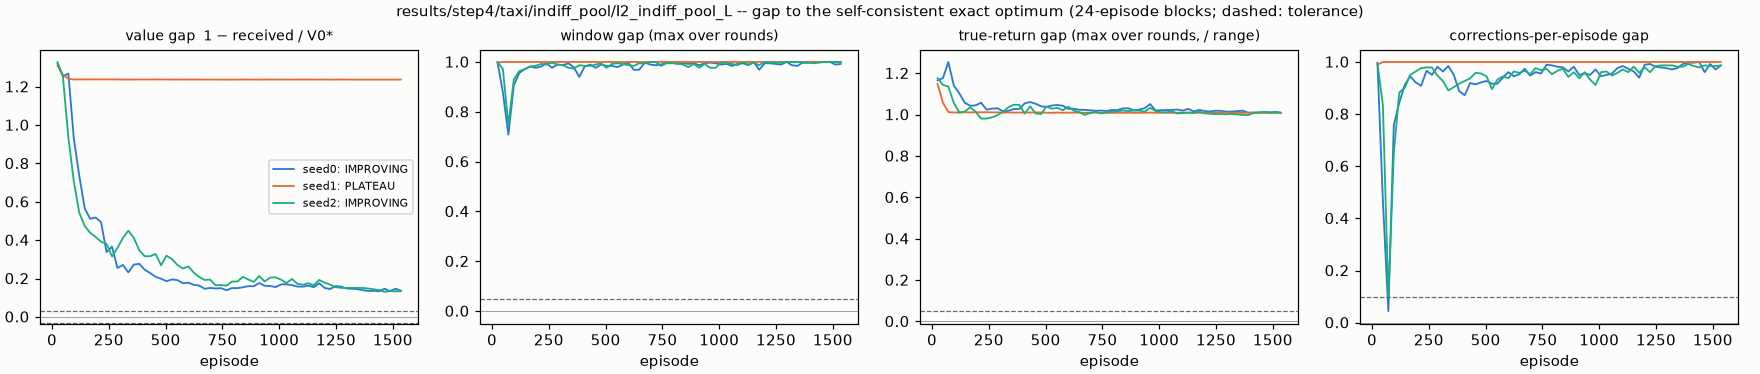 results/step4/taxi/indiff_pool/l2_indiff_pool_L -- gap to the self-consistent exact optimum (24-episode blocks; dashed: tolerance)
value gap  1 − received / V0*
1.2
1.0
0.8
0.6
0.4
0.2
0.0
seed0: IMPROVING
seed1: PLATEAU
seed2: IMPROVING
0 250 500 750 1000 1250 1500
episode
window gap (max over rounds)
1.0
0.8
0.6
0.4
0.2
0.0
0 250 500 750 1000 1250 1500
episode
true-return gap (max over rounds, / range)
1.2
1.0
0.8
0.6
0.4
0.2
0.0
0 250 500 750 1000 1250 1500
episode
corrections-per-episode gap
1.0
0.8
0.6
0.4
0.2
0.0
0 250 500 750 1000 1250 1500
episode